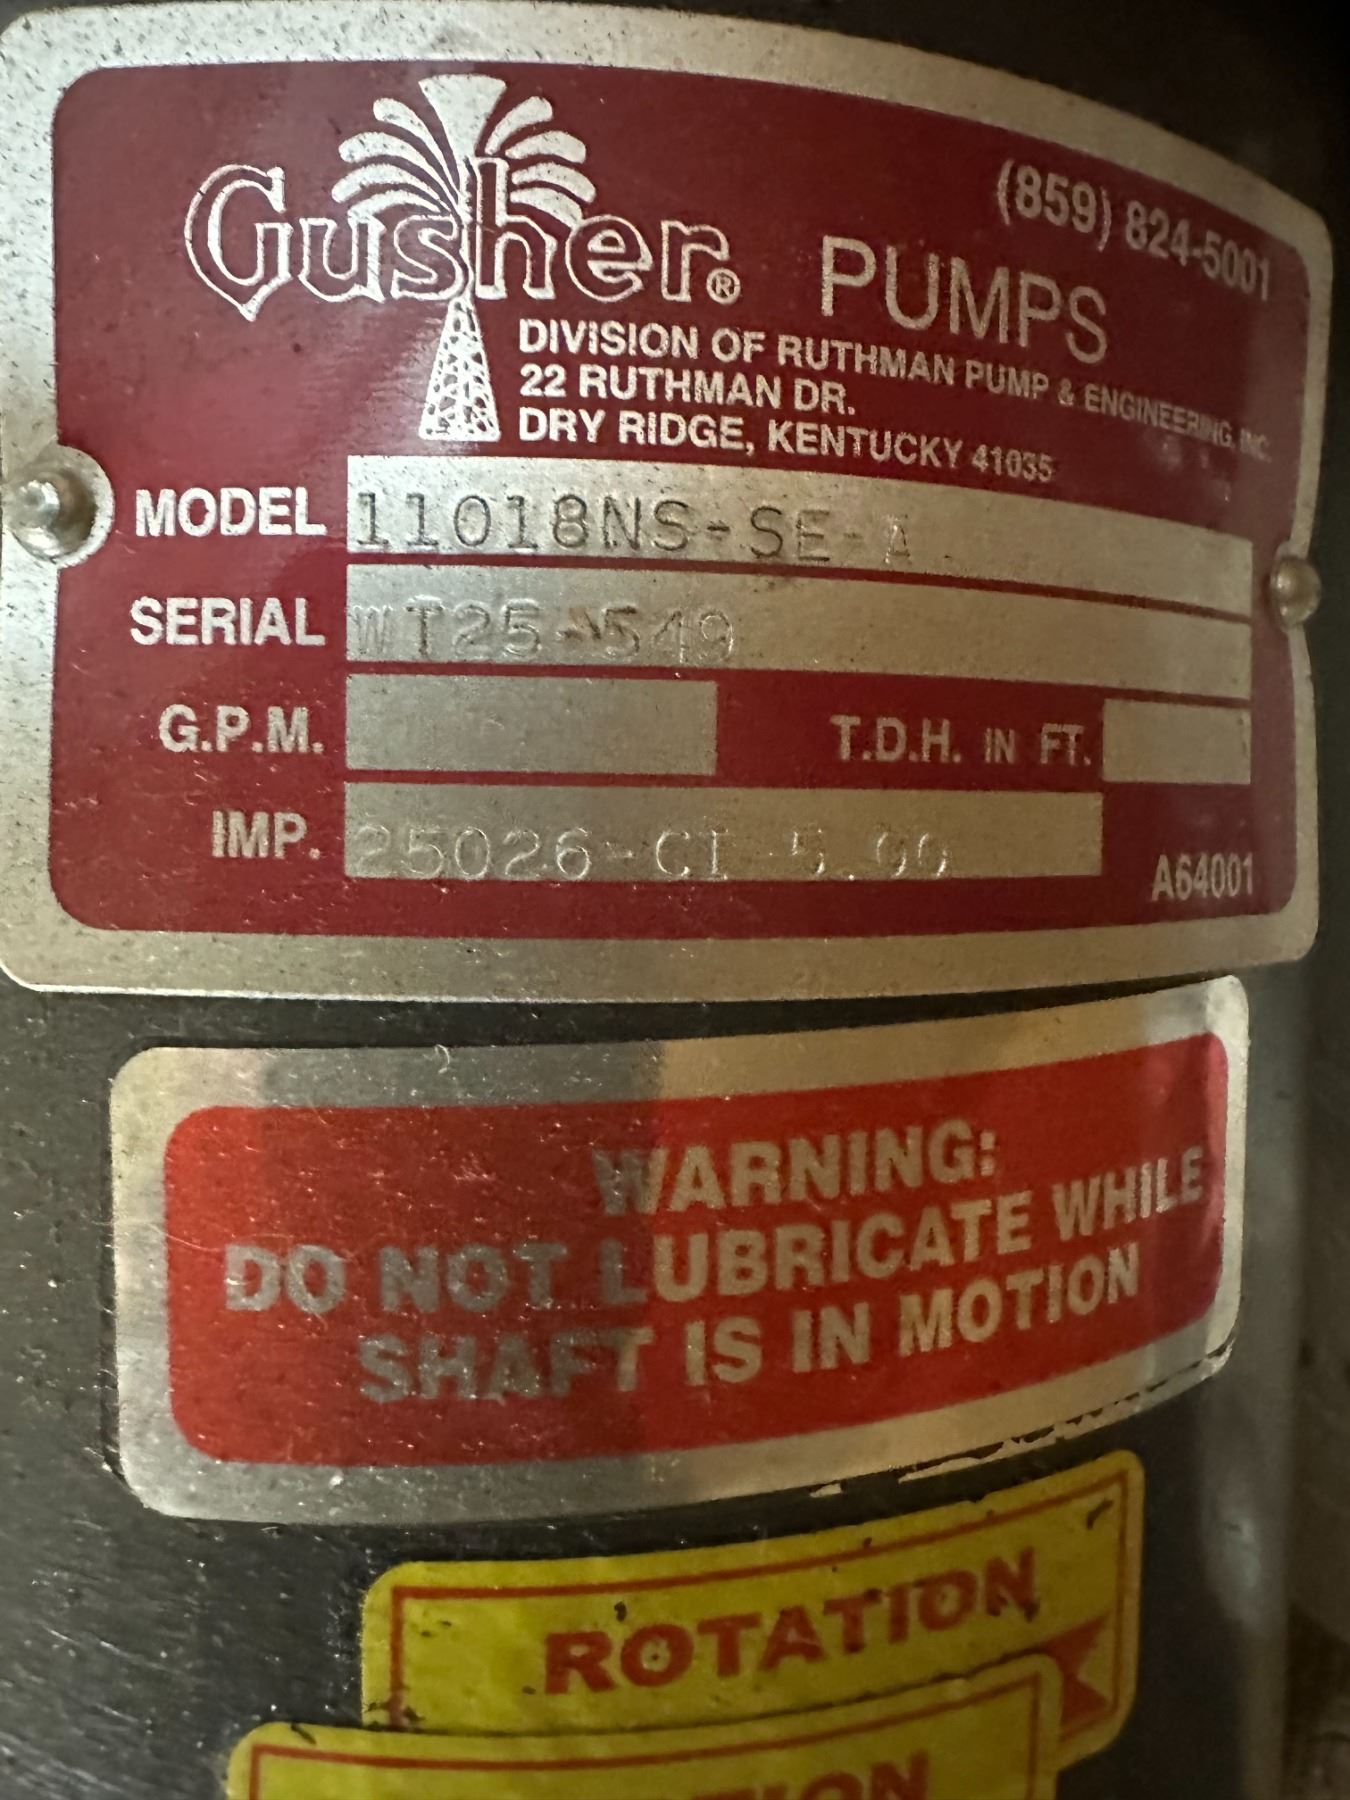 Gusher® PUMPS
(859) 824-5001
DIVISION OF RUTHMAN PUMP & ENGINEERING, INC.
22 RUTHMAN DR.
DRY RIDGE, KENTUCKY 41035
MODEL 11018NS-SE-A
SERIAL WT25-549
G.P.M. T.D.H. IN FT.
IMP. 25026-CI 5.00
A64001
WARNING:
DO NOT LUBRICATE WHILE
SHAFT IS IN MOTION
ROTATION